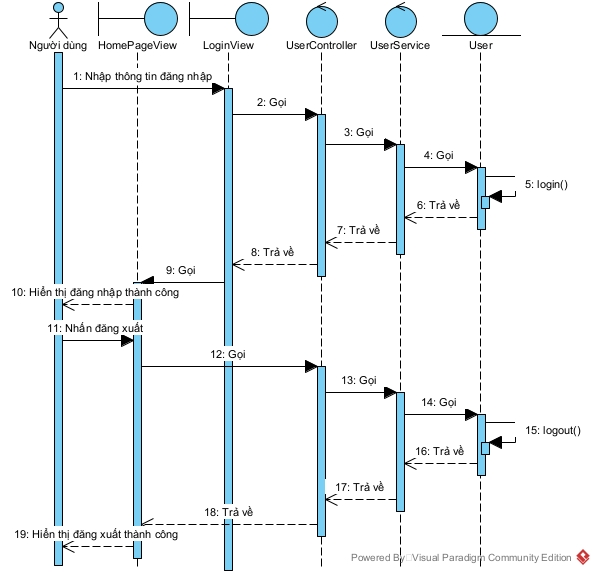 Người dùng
HomePageView
LoginView
UserController
UserService
User
1: Nhập thông tin đăng nhập
2: Gọi
3: Gọi
4: Gọi
5: login()
6: Trả về
7: Trả về
8: Trả về
9: Gọi
10: Hiển thị đăng nhập thành công
11: Nhấn đăng xuất
12: Gọi
13: Gọi
14: Gọi
15: logout()
16: Trả về
17: Trả về
18: Trả về
19: Hiển thị đăng xuất thành công
Powered By Visual Paradigm Community Edition